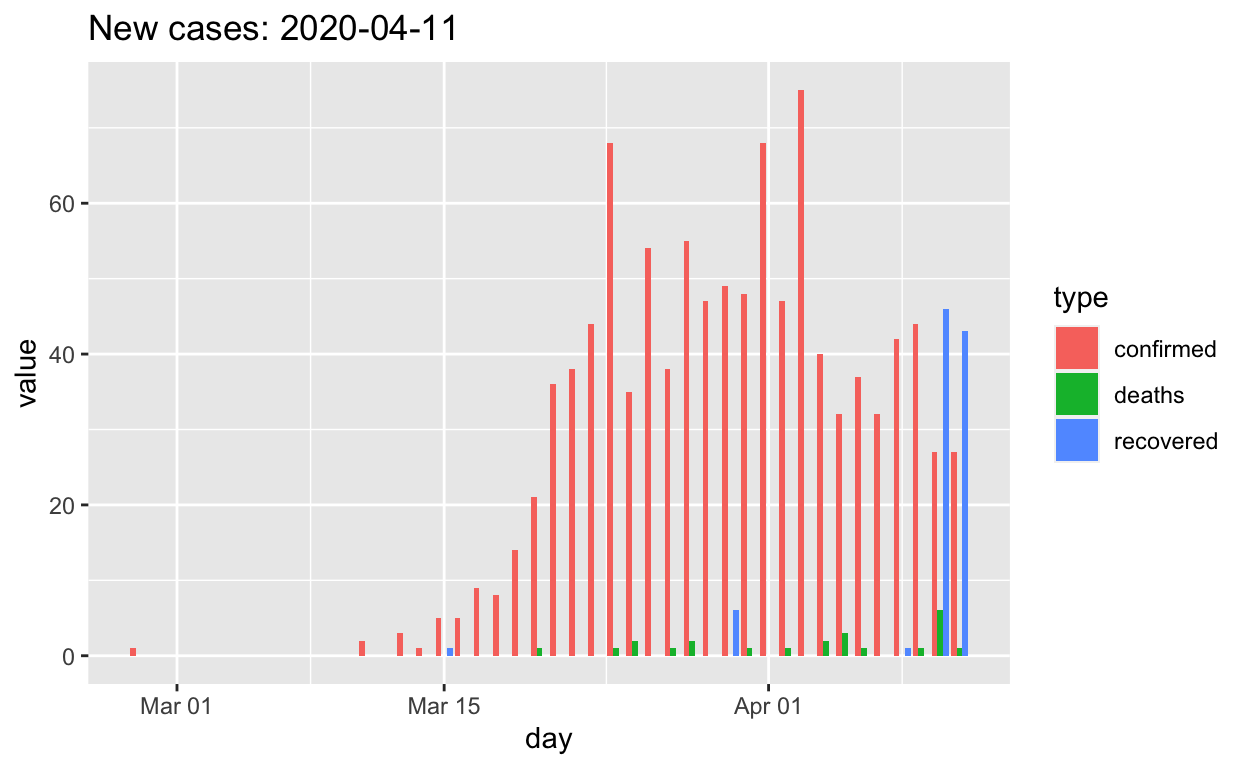 New cases: 2020-04-11
value
60
40
20
0
Mar 01
Mar 15
Apr 01
day
type
confirmed
deaths
recovered